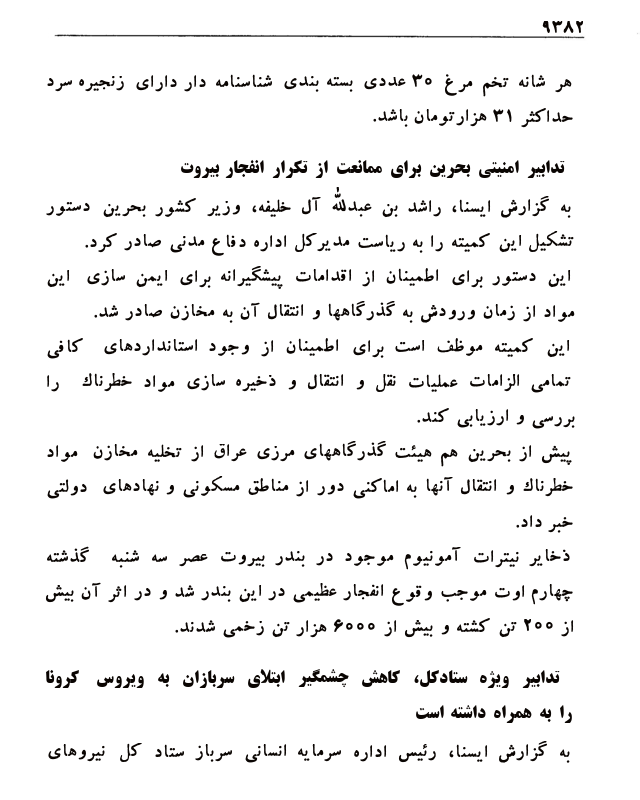 ۹۳۸۲
هر شانه تخم مرغ ۳۰ عددی بسته بندی شناسنامه دار دارای زنجیره سرد
حداکثر ۳۱ هزارتومان باشد.
تدابیر امنیتی بحرین برای ممانعت از تکرار انفجار بیروت
به گزارش ایسنا، راشد بن عبدالله آل خلیفه، وزیر کشور بحرین دستور
تشکیل این کمیته را به ریاست مدیرکل اداره دفاع مدنی صادر کرد.
این دستور برای اطمینان از اقدامات پیشگیرانه برای ایمن سازی این
مواد از زمان ورودش به گذرگاهها و انتقال آن به مخازن صادر شد.
این کمیته موظف است برای اطمینان از وجود استانداردهای کافی
تمامی الزامات عملیات نقل و انتقال و ذخیره سازی مواد خطرناک را
بررسی و ارزیابی کند.
پیش از بحرین هم هیئت گذرگاههای مرزی عراق از تخلیه مخازن مواد
خطرناک و انتقال آنها به اماکنی دور از مناطق مسکونی و نهادهای دولتی
خبر داد.
ذخایر نیترات آمونیوم موجود در بندر بیروت عصر سه شنبه گذشته
چهارم اوت موجب وقوع انفجار عظیمی در این بندر شد و در اثر آن بیش
از ۲۰۰ تن کشته و بیش از ۶۰۰۰ هزار تن زخمی شدند.
تدابیر ویژه ستادکل، کاهش چشمگیر ابتلای سربازان به ویروس کرونا
را به همراه داشته است
به گزارش ایسنا، رئیس اداره سرمایه انسانی سرباز ستاد کل نیروهای